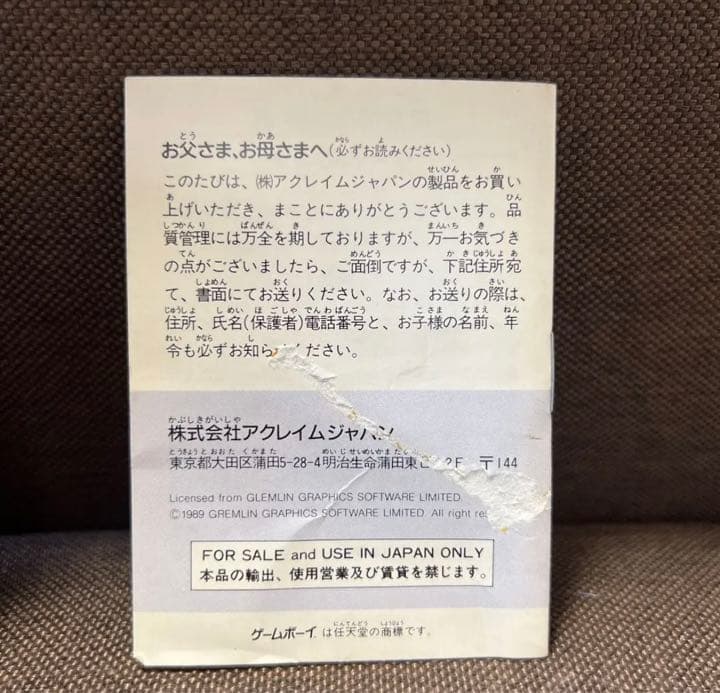 お父さま、お母さまへ(必ずお読みください)
このたびは、㈱アクレイムジャパンの製品をお買い
上げいただき、まことにありがとうございます。品
質管理には万全を期しておりますが、万一お気づき
の点がございましたら、ご面倒ですが、下記住所宛
て、書面にてお送りください。なお、お送りの際は、
住所、氏名(保護者)電話番号と、お子様の名前、年
令も必ずお知らください。
株式会社アクレイムジャパン
東京都大田区蒲田5-28-4明治生命蒲田東 2F 〒144
Licensed from GLEMLIN GRAPHICS SOFTWARE LIMITED.
©1989 GREMLIN GRAPHICS SOFTWARE LIMITED. All right
FOR SALE and USE IN JAPAN ONLY
本品の輸出、使用営業及び賃貸を禁じます。
ゲームボーイは任天堂の商標です。